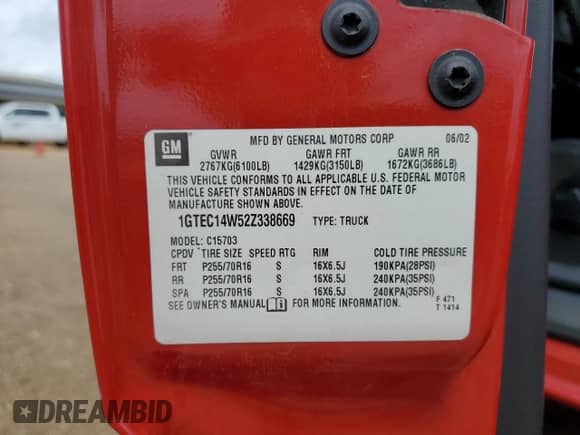 GM
MFD BY GENERAL MOTORS CORP 06/02
GVWR GAWR FRT GAWR RR
2767KG(6100LB) 1429KG(3150LB) 1672KG(3686LB)
THIS VEHICLE CONFORMS TO ALL APPLICABLE U.S. FEDERAL MOTOR
VEHICLE SAFETY STANDARDS IN EFFECT ON THE DATE OF
MANUFACTURE SHOWN ABOVE.
1GTEC14W52Z338669 TYPE: TRUCK
MODEL: C15703
CPDV TIRE SIZE SPEED RTG RIM COLD TIRE PRESSURE
FRT P255/70R16 S 16X6.5J 190KPA(28PSI)
RR P255/70R16 S 16X6.5J 240KPA(35PSI)
SPA P255/70R16 S 16X6.5J 240KPA(35PSI)
SEE OWNER'S MANUAL FOR MORE INFORMATION.
F 471
T 1414
DREAMBID